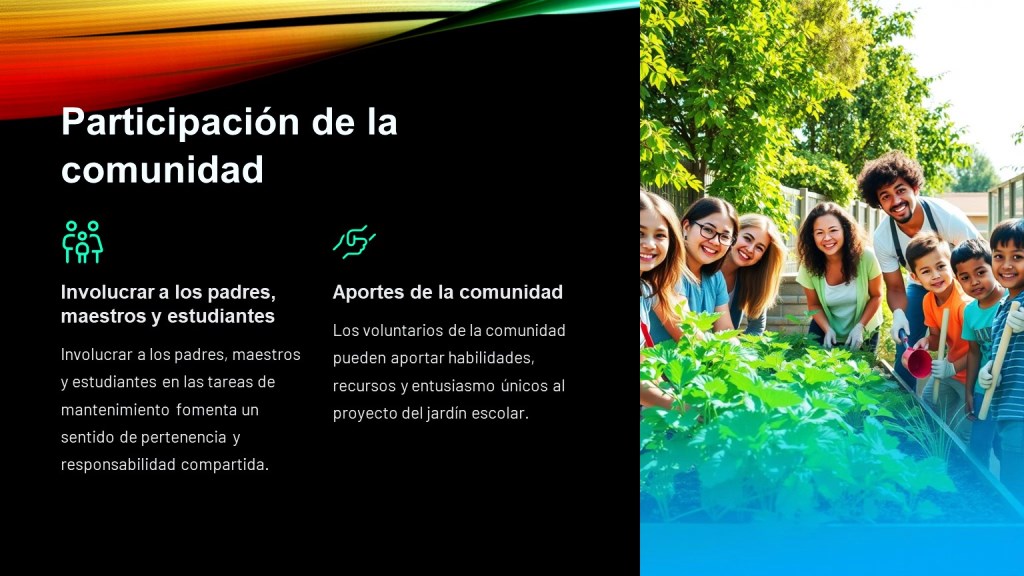 Participación de la
comunidad
Involucrar a los padres,
maestros y estudiantes
Involucrar a los padres, maestros
y estudiantes en las tareas de
mantenimiento fomenta un
sentido de pertenencia y
responsabilidad compartida.
Aportes de la comunidad
Los voluntarios de la comunidad
pueden aportar habilidades,
recursos y entusiasmo únicos al
proyecto del jardín escolar.